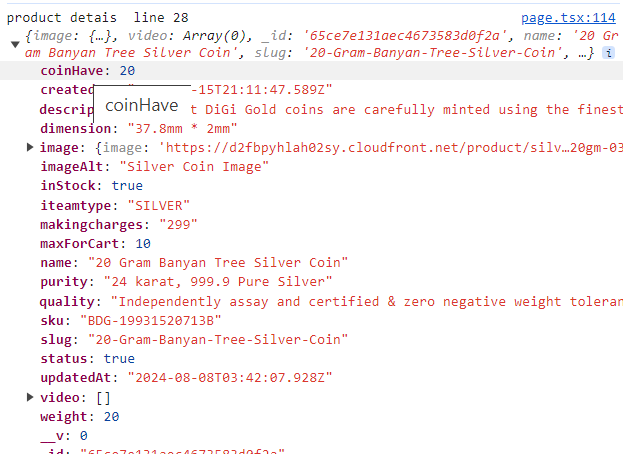 product detais line 28 page.tsx:114
{image: {…}, video: Array(0), _id: '65ce7e131aec4673583d0f2a', name: '20 Gr
am Banyan Tree Silver Coin', slug: '20-Gram-Banyan-Tree-Silver-Coin', …} i
coinHave: 20
created -15T21:11:47.589Z"
descrip t DiGi Gold coins are carefully minted using the finest
coinHave
dimension: "37.8mm * 2mm"
image: {image: 'https://d2fbpyhlah02sy.cloudfront.net/product/silv…20gm-03
imageAlt: "Silver Coin Image"
inStock: true
iteamtype: "SILVER"
makingcharges: "299"
maxForCart: 10
name: "20 Gram Banyan Tree Silver Coin"
purity: "24 karat, 999.9 Pure Silver"
quality: "Independently assay and certified & zero negative weight toleran
sku: "BDG-19931520713B"
slug: "20-Gram-Banyan-Tree-Silver-Coin"
status: true
updatedAt: "2024-08-08T03:42:07.928Z"
video: []
weight: 20
__v: 0
_id: "65ce7e131aec4673583d0f2a"